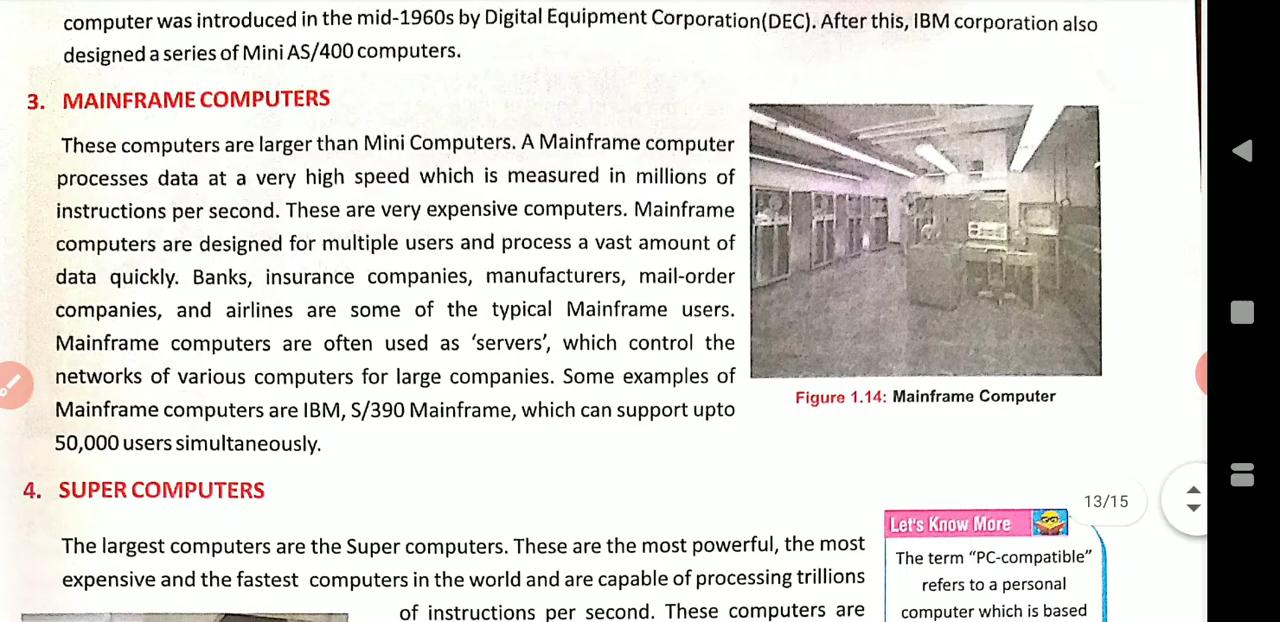 computer was introduced in the mid-1960s by Digital Equipment Corporation(DEC). After this, IBM corporation also
designed a series of Mini AS/400 computers.
3. MAINFRAME COMPUTERS
These computers are larger than Mini Computers. A Mainframe computer
processes data at a very high speed which is measured in millions of
instructions per second. These are very expensive computers. Mainframe
computers are designed for multiple users and process a vast amount of
data quickly. Banks, insurance companies, manufacturers, mail-order
companies, and airlines are some of the typical Mainframe users.
Mainframe computers are often used as 'servers', which control the
networks of various computers for large companies. Some examples of
Mainframe computers are IBM, S/390 Mainframe, which can support upto
50,000 users simultaneously.
Figure 1.14: Mainframe Computer
4. SUPER COMPUTERS
The largest computers are the Super computers. These are the most powerful, the most
expensive and the fastest computers in the world and are capable of processing trillions
of instructions per second. These computers are
13/15
Let's Know More
The term “PC-compatible”
refers to a personal
computer which is based